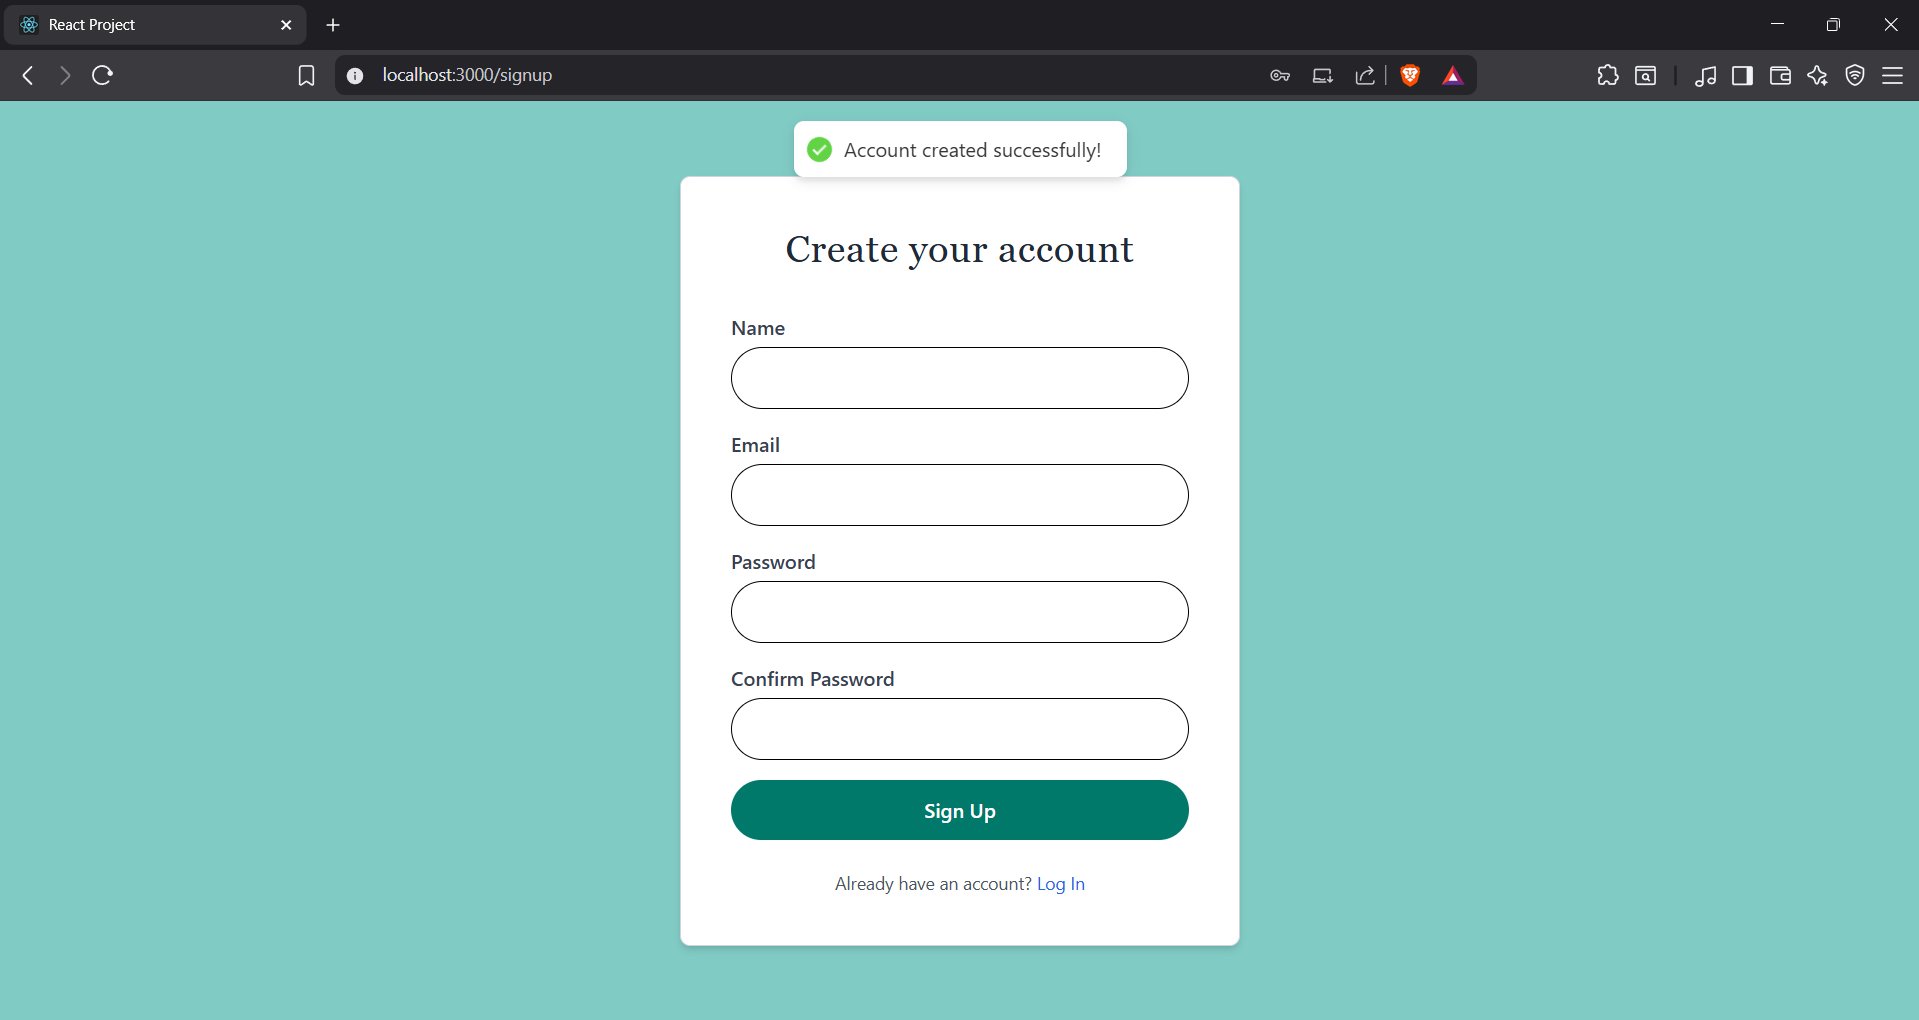 React Project
localhost:3000/signup
Account created successfully!
Create your account
Name
Email
Password
Confirm Password
Sign Up
Already have an account? Log In